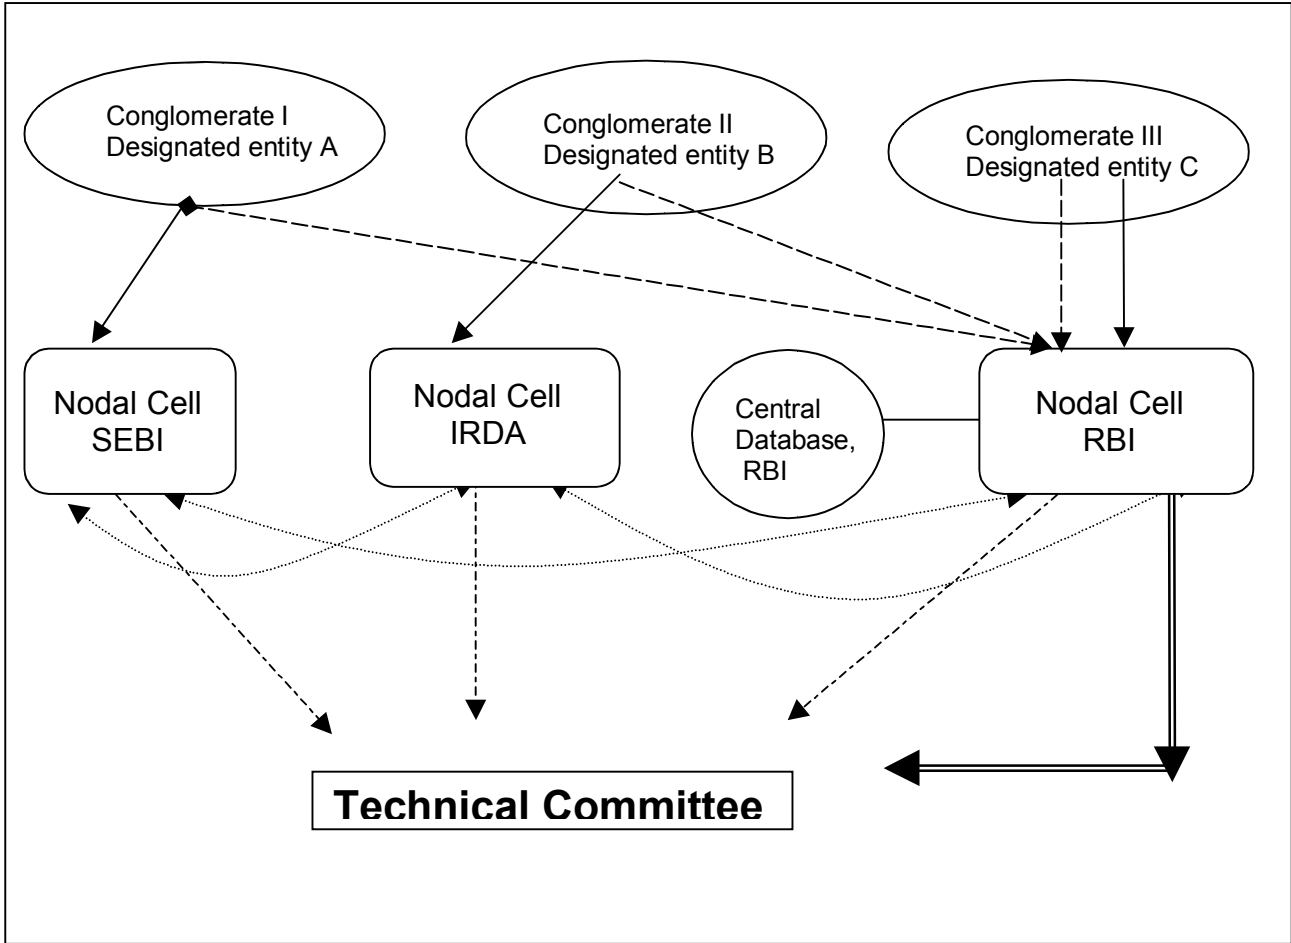 Conglomerate I
Designated entity A
Conglomerate II
Designated entity B
Conglomerate III
Designated entity C
Nodal Cell
SEBI
Nodal Cell
IRDA
Central
Database,
RBI
Nodal Cell
RBI
Technical Committee